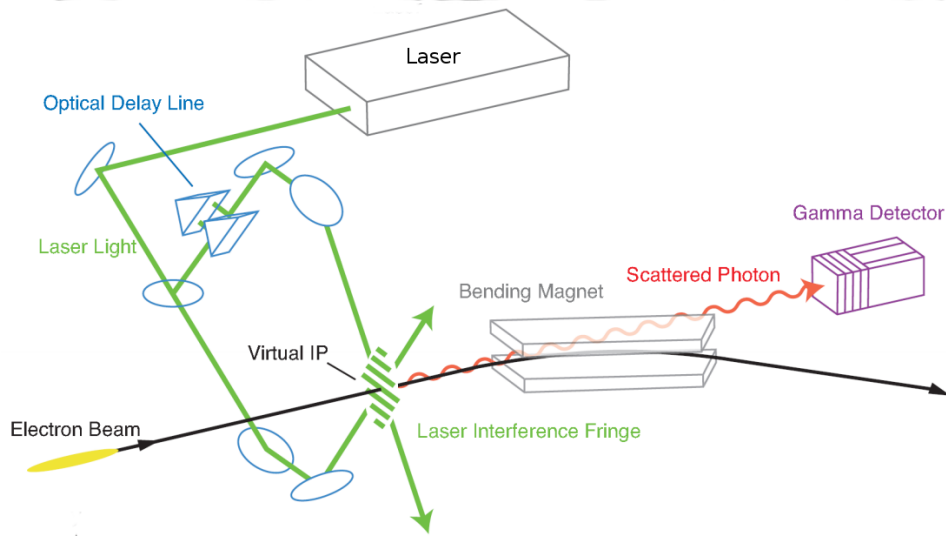 Laser
Optical Delay Line
Gamma Detector
Laser Light
Scattered Photon
Bending Magnet
Virtual IP
Electron Beam
Laser Interference Fringe